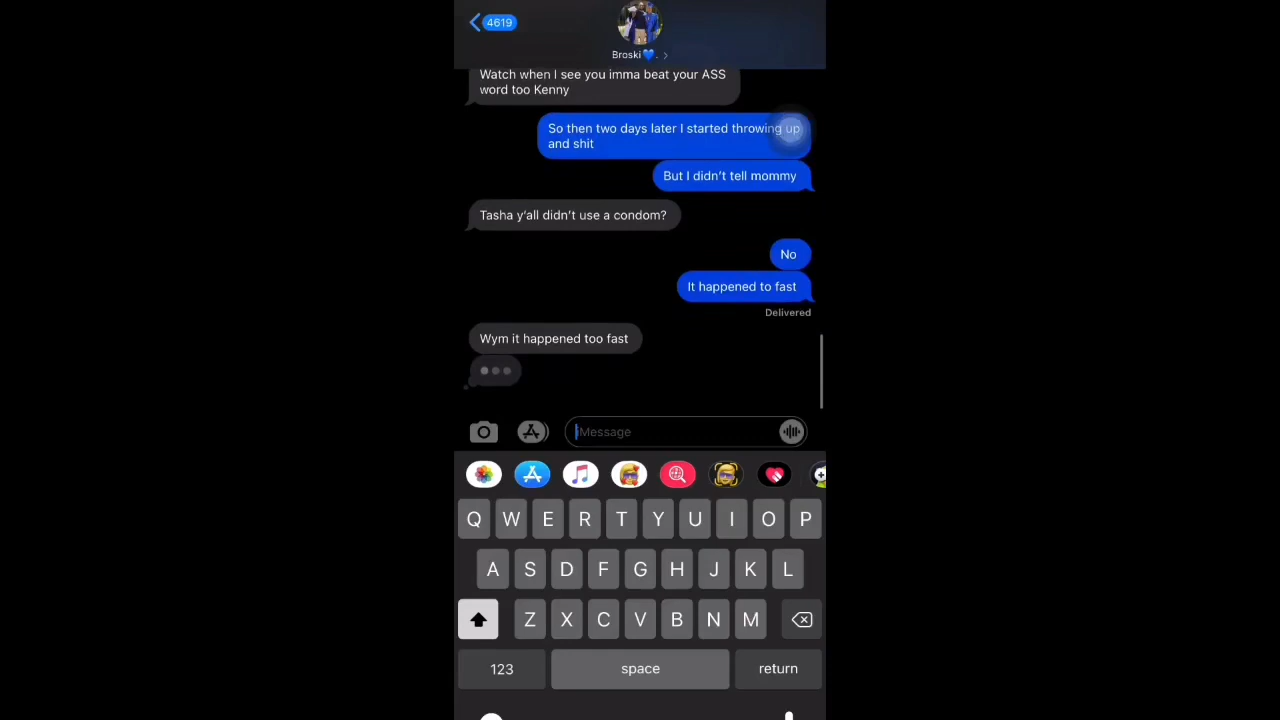 4619
Broski💙.
Watch when I see you imma beat your ASS
word too Kenny
So then two days later I started throwing up
and shit
But I didn't tell mommy
Tasha y'all didn't use a condom?
No
It happened to fast
Delivered
Wym it happened too fast
iMessage
Q W E R T Y U I O P
A S D F G H J K L
Z X C V B N M
123 space return